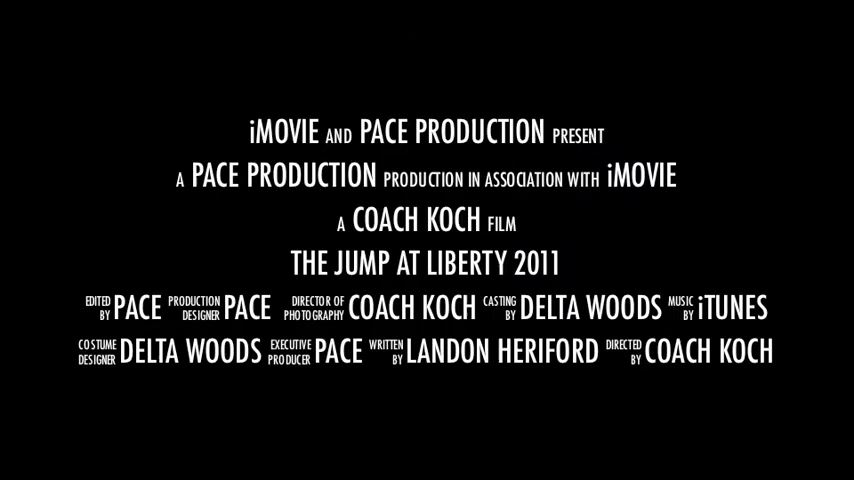 iMOVIE AND PACE PRODUCTION PRESENT
A PACE PRODUCTION PRODUCTION IN ASSOCIATION WITH iMOVIE
A COACH KOCH FILM
THE JUMP AT LIBERTY 2011
EDITED BY PACE PRODUCTION DESIGNER PACE DIRECTOR OF PHOTOGRAPHY COACH KOCH CASTING BY DELTA WOODS MUSIC BY iTUNES
COSTUME DESIGNER DELTA WOODS EXECUTIVE PRODUCER PACE WRITTEN BY LANDON HERIFORD DIRECTED BY COACH KOCH